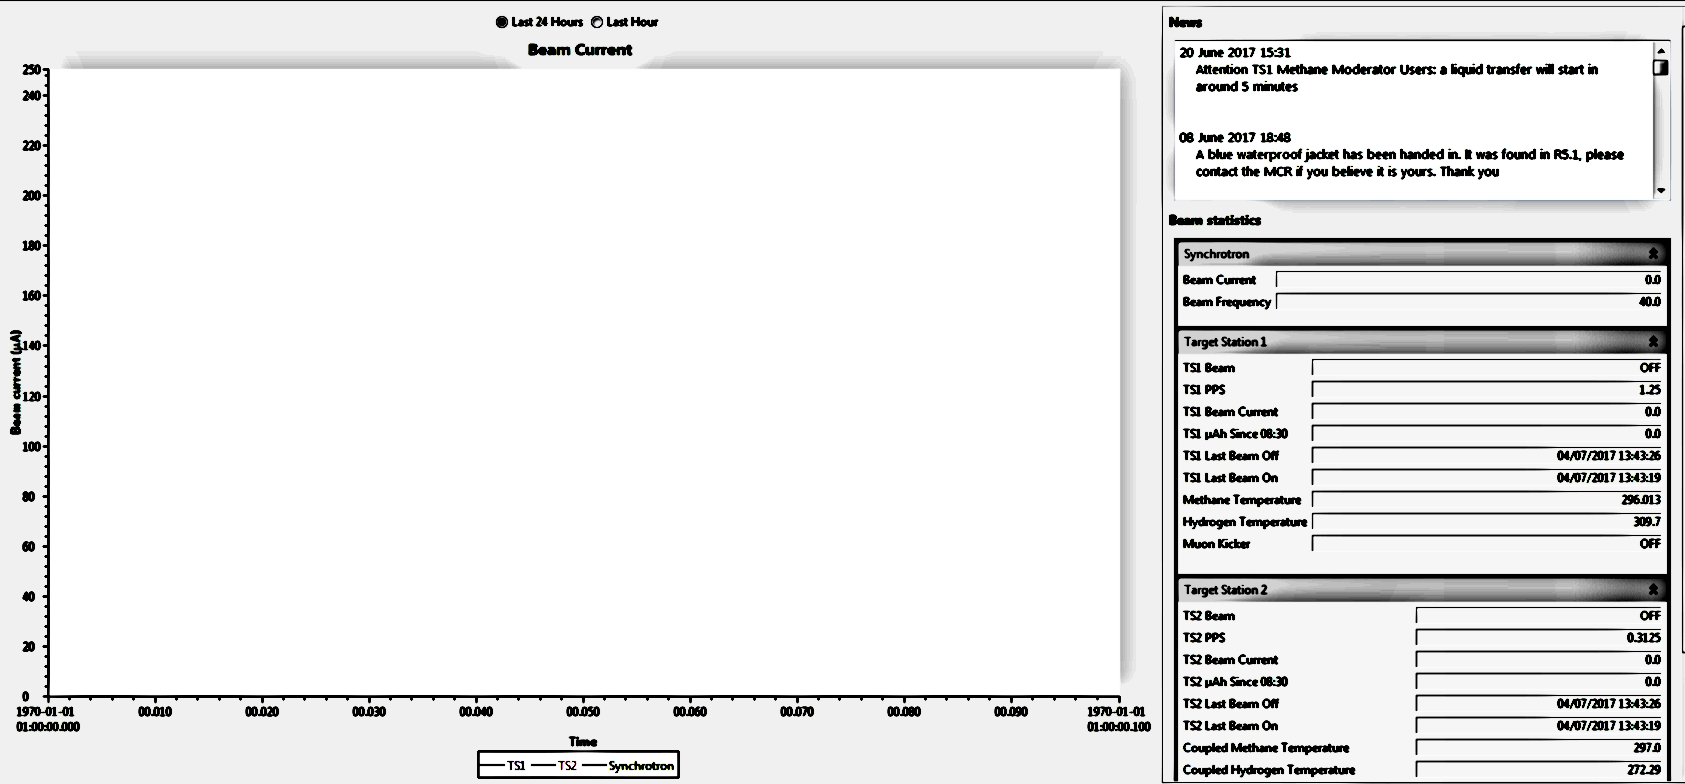 Last 24 Hours Last Hour
Beam Current
250
240
220
200
180
160
140
120
100
80
60
40
20
0
Beam current (µA)
1970-01-01 00.010 00.020 00.030 00.040 00.050 00.060 00.070 00.080 00.090 1970-01-01
01:00:00.000 01:00:00.100
Time
TS1 TS2 Synchrotron
News
20 June 2017 15:31
Attention TS1 Methane Moderator Users: a liquid transfer will start in
around 5 minutes
08 June 2017 18:48
A blue waterproof jacket has been handed in. It was found in R5.1, please
contact the MCR if you believe it is yours. Thank you
Beam statistics
Synchrotron
Beam Current 0.0
Beam Frequency 40.0
Target Station 1
TS1 Beam OFF
TS1 PPS 1.25
TS1 Beam Current 0.0
TS1 µAh Since 08:30 0.0
TS1 Last Beam Off 04/07/2017 13:43:26
TS1 Last Beam On 04/07/2017 13:43:19
Methane Temperature 296.013
Hydrogen Temperature 309.7
Muon Kicker OFF
Target Station 2
TS2 Beam OFF
TS2 PPS 0.3125
TS2 Beam Current 0.0
TS2 µAh Since 08:30 0.0
TS2 Last Beam Off 04/07/2017 13:43:26
TS2 Last Beam On 04/07/2017 13:43:19
Coupled Methane Temperature 297.0
Coupled Hydrogen Temperature 272.29